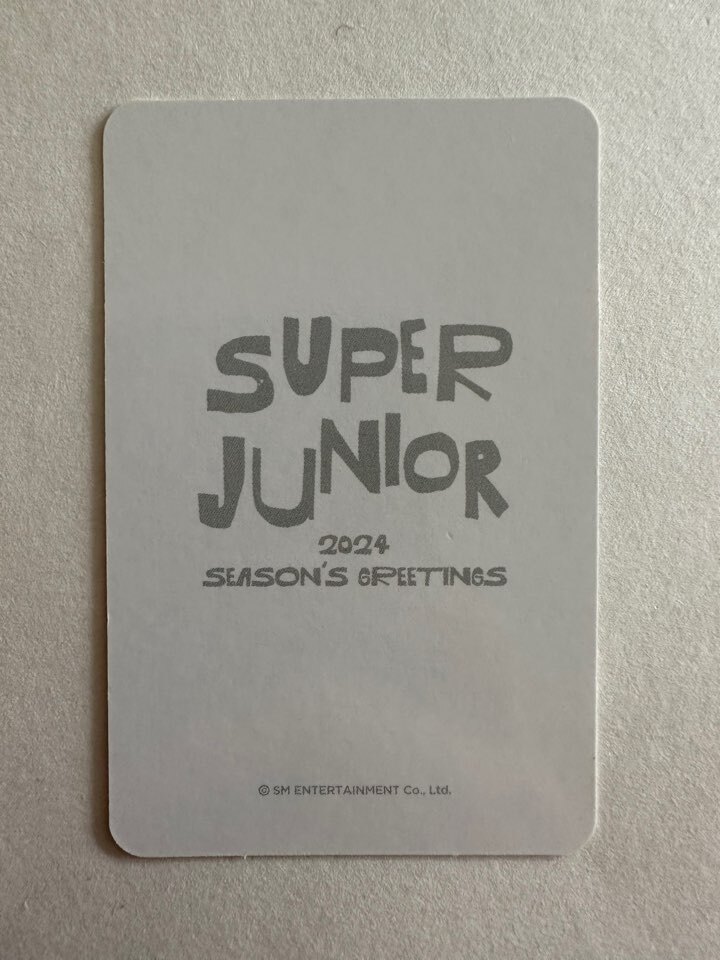 SUPER
JUNIOR
2024
SEASON'S GREETINGS
© SM ENTERTAINMENT Co., Ltd.